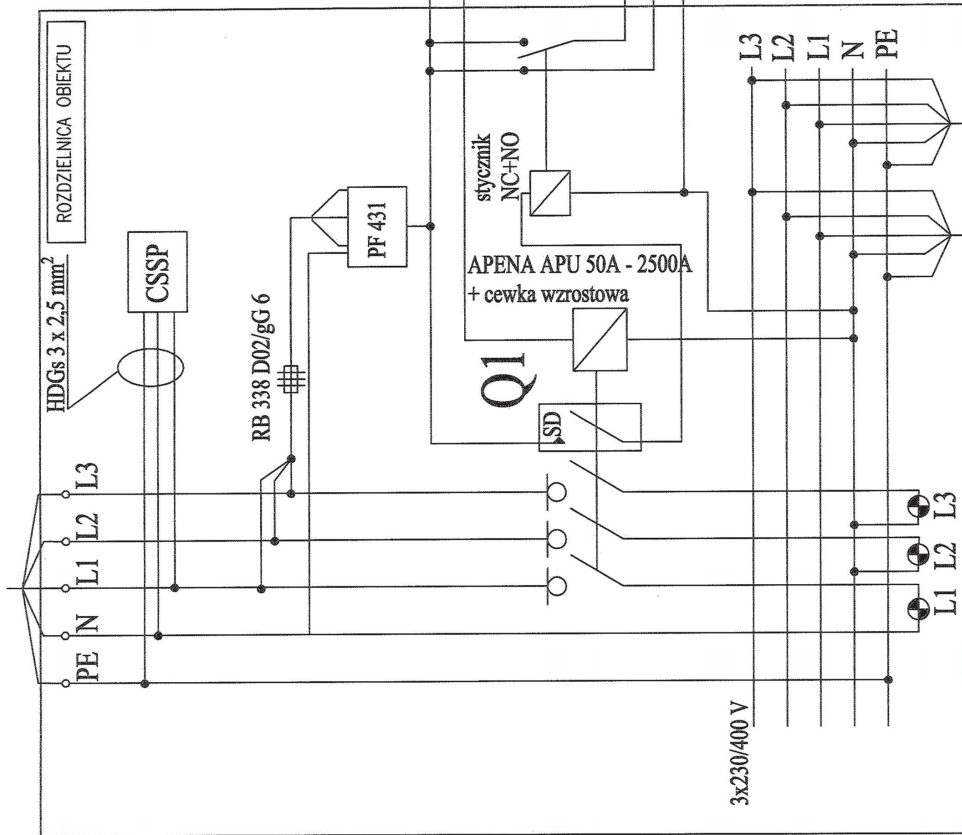 ROZDZIELNICA OBIEKTU
HDGs 3 x 2,5 mm²
CSSP
RB 338 D02/gG 6
PF 431
stycznik
NC+NO
APENA APU 50A - 2500A
+ cewka wzrostowa
Q1
SD
L3
L2
L1
N
PE
L3
L2
L1
N
PE
L3
L2
L1
3x230/400 V